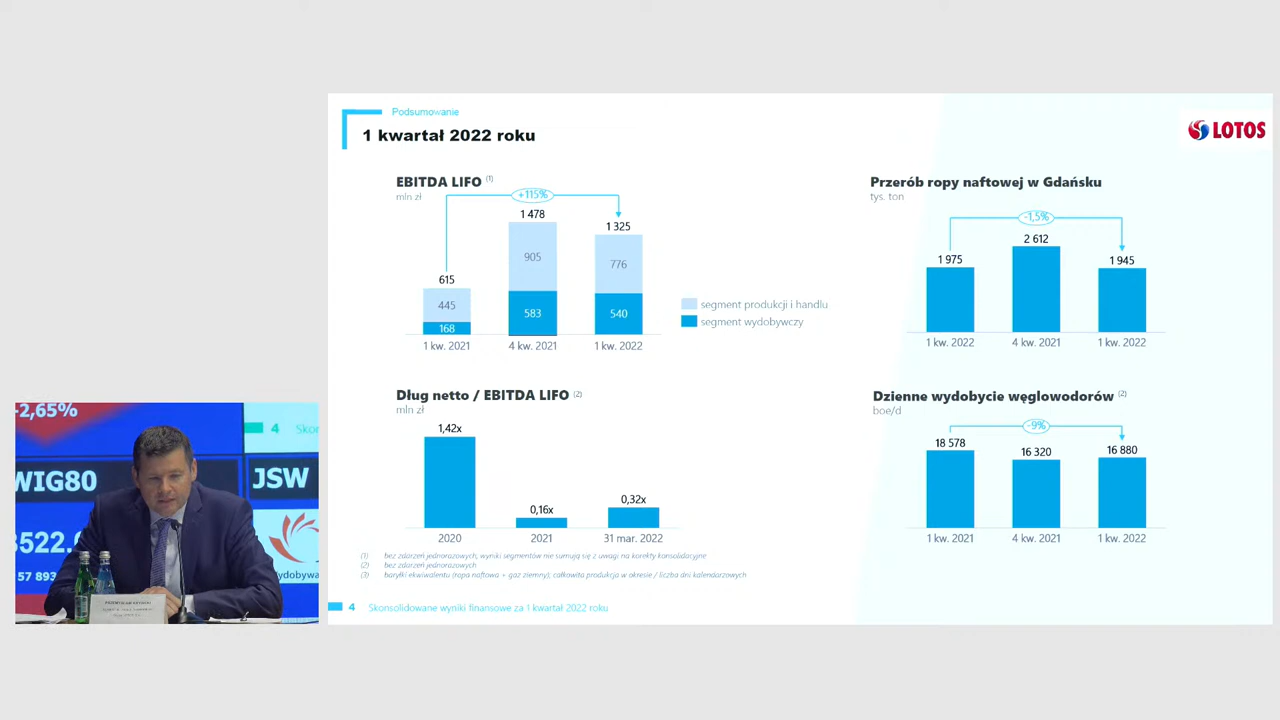 Podsumowanie
1 kwartał 2022 roku
LOTOS
EBITDA LIFO (1)
mln zł
+115%
615
1 478
1 325
445
905
776
168
583
540
1 kw. 2021
4 kw. 2021
1 kw. 2022
segment produkcji i handlu
segment wydobywczy
Przerób ropy naftowej w Gdańsku
tys. ton
-1,5%
1 975
2 612
1 945
1 kw. 2022
4 kw. 2021
1 kw. 2022
Dług netto / EBITDA LIFO (2)
mln zł
1,42x
0,16x
0,32x
2020
2021
31 mar. 2022
Dzienne wydobycie węglowodorów (2)
boe/d
-9%
18 578
16 320
16 880
1 kw. 2021
4 kw. 2021
1 kw. 2022
(1) bez zdarzeń jednorazowych; wyniki segmentów nie sumują się z uwagi na korekty konsolidacyjne
(2) bez zdarzeń jednorazowych
(3) baryłki ekwiwalentu (ropa naftowa + gaz ziemny); całkowita produkcja w okresie / liczba dni kalendarzowych
4 Skonsolidowane wyniki finansowe za 1 kwartał 2022 roku
-2,65%
4
WIG80
JSW
57 893